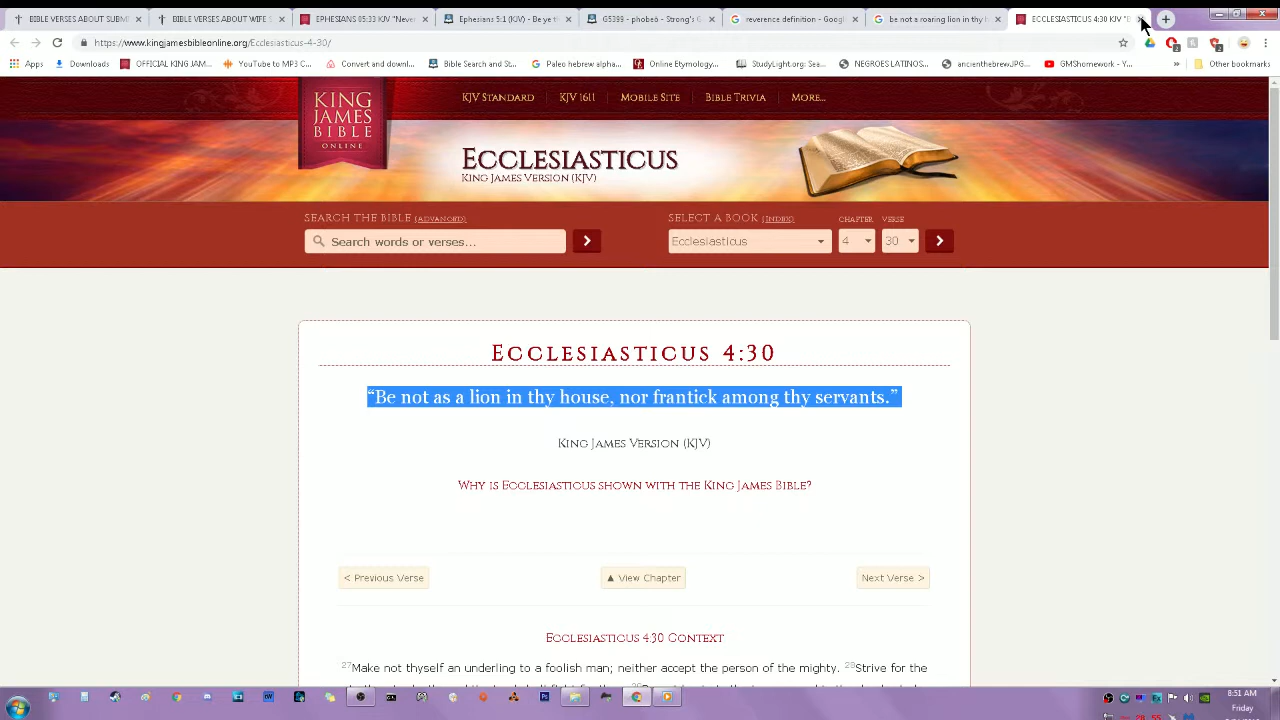 BIBLE VERSES ABOUT SUBM
BIBLE VERSES ABOUT WIFE S
EPHESIANS 05:33 KJV "Never
Ephesians 5:1
G5399 - phobeō - Strong's G
reverence definition
be not a roaring lion in
ECCLESIASTICUS 4:30 KJV "B
https://www.kingjamesbibleonline.org/Ecclesiasticus-4-30/
Apps
Downloads
OFFICIAL KING JAM...
YouTube to MP3 C...
Convert and downl...
Bible Search and S...
Paleo hebrew alpha...
Online Etymology...
StudyLight.org: Sea...
NEGROES LATINOS...
ancienthebrewJPG...
GMSHomework - Y...
»
Other bookmarks
KING
JAMES
BIBLE
ONLINE
KJV Standard
KJV 1611
Mobile Site
Bible Trivia
More...
Ecclesiasticus
King James Version (KJV)
Search the Bible (Advanced)
Select a Book (Index)
Chapter
Verse
Search words or verses...
Ecclesiasticus
4
30
Ecclesiasticus 4:30
“Be not as a lion in thy house, nor frantick among thy servants.”
King James Version (KJV)
Why is Ecclesiasticus shown with the King James Bible?
< Previous Verse
▲ View Chapter
Next Verse >
Ecclesiasticus 4:30 Context
27Make not thyself an underling to a foolish man; neither accept the person of the mighty. 28Strive for the
8:51 AM
Friday